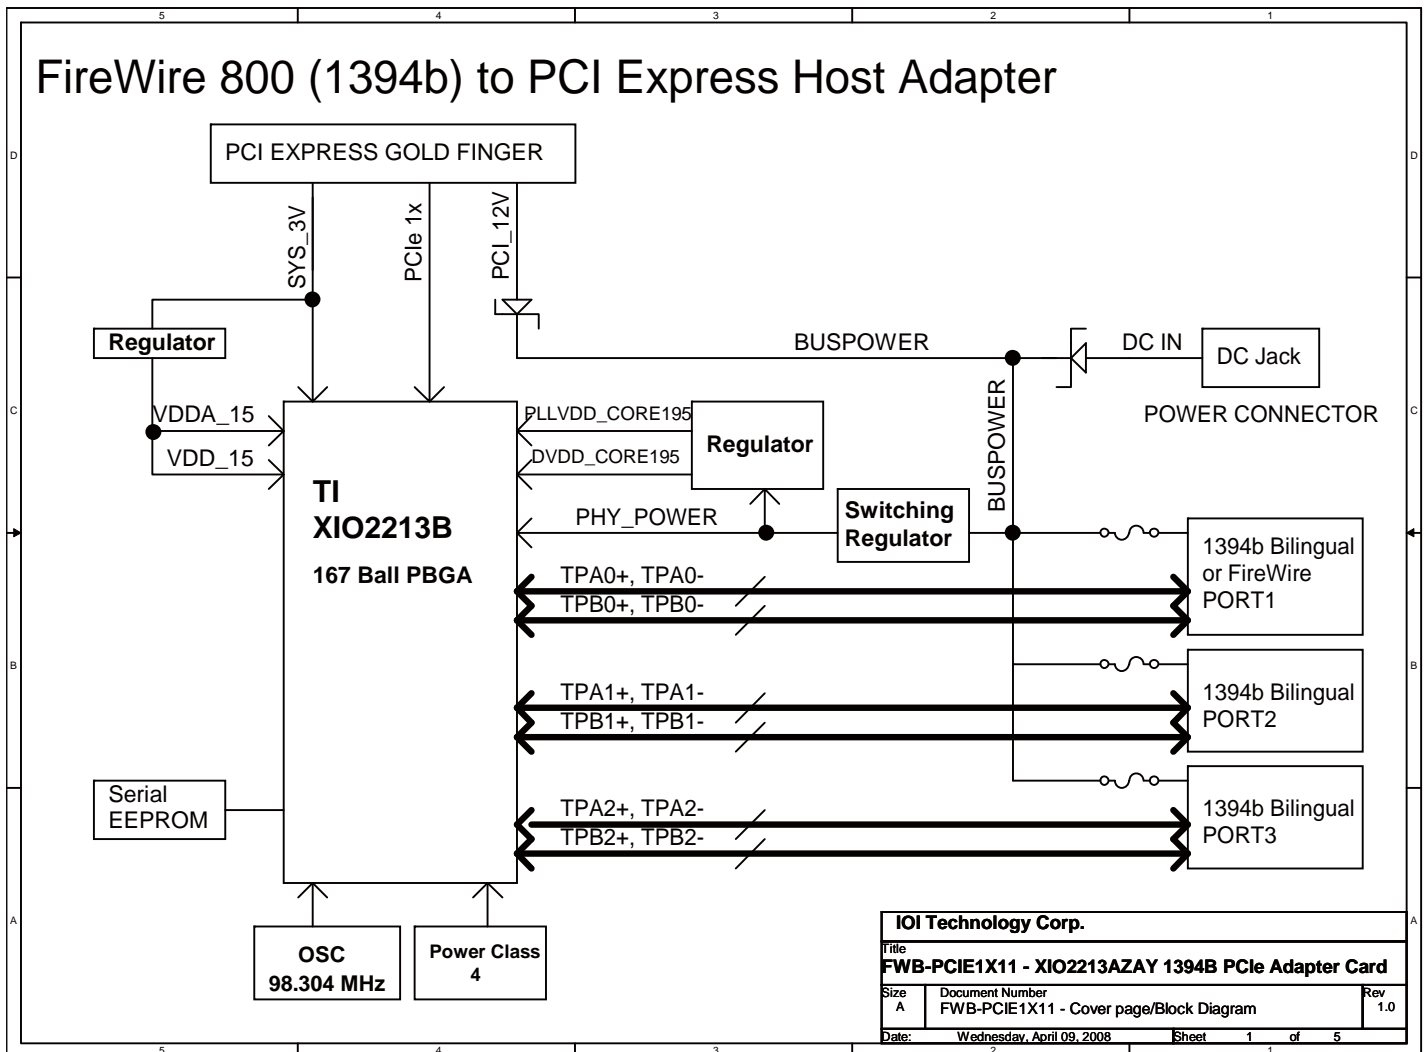 5 4 3 2 1
FireWire 800 (1394b) to PCI Express Host Adapter
D D
PCI EXPRESS GOLD FINGER
SYS_3V
PCIe 1x
PCI_12V
Regulator
BUSPOWER
DC IN
DC Jack
POWER CONNECTOR
C C
VDDA_15
VDD_15
PLLVDD_CORE195
DVDD_CORE195
Regulator
BUSPOWER
TI
XIO2213B
167 Ball PBGA
PHY_POWER
Switching
Regulator
1394b Bilingual
or FireWire
PORT1
TPA0+, TPA0-
TPB0+, TPB0-
B B
TPA1+, TPA1-
TPB1+, TPB1-
1394b Bilingual
PORT2
Serial
EEPROM
TPA2+, TPA2-
TPB2+, TPB2-
1394b Bilingual
PORT3
A A
OSC
98.304 MHz
Power Class
4
IOI Technology Corp.
Title
FWB-PCIE1X11 - XIO2213AZAY 1394B PCIe Adapter Card
Size
A
Document Number
FWB-PCIE1X11 - Cover page/Block Diagram
Rev
1.0
Date: Wednesday, April 09, 2008 Sheet 1 of 5
5 4 3 2 1